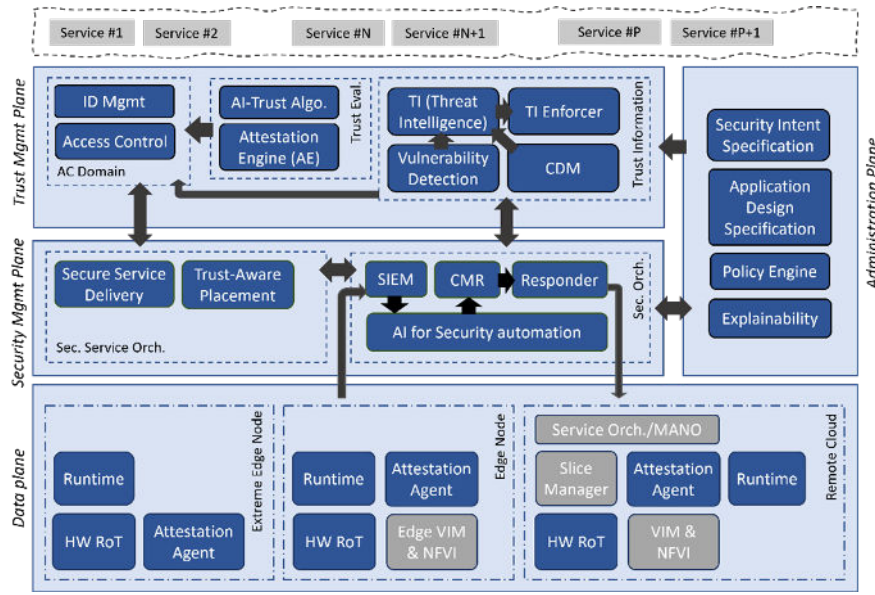 Service #1
Service #2
Service #N
Service #N+1
Service #P
Service #P+1
Trust Mgmt Plane
ID Mgmt
Access Control
AC Domain
AI-Trust Algo.
Attestation
Engine (AE)
Trust Eval.
TI (Threat
Intelligence)
TI Enforcer
Vulnerability
Detection
CDM
Trust Information
Security Mgmt Plane
Secure Service
Delivery
Trust-Aware
Placement
Sec. Service Orch.
SIEM
CMR
Responder
AI for Security automation
Sec. Orch.
Administration Plane
Security Intent
Specification
Application
Design
Specification
Policy Engine
Explainability
Data plane
Runtime
HW RoT
Attestation
Agent
Extreme Edge Node
Runtime
Attestation
Agent
HW RoT
Edge VIM
& NFVI
Edge Node
Service Orch./MANO
Slice
Manager
Attestation
Agent
Runtime
HW RoT
VIM &
NFVI
Remote Cloud